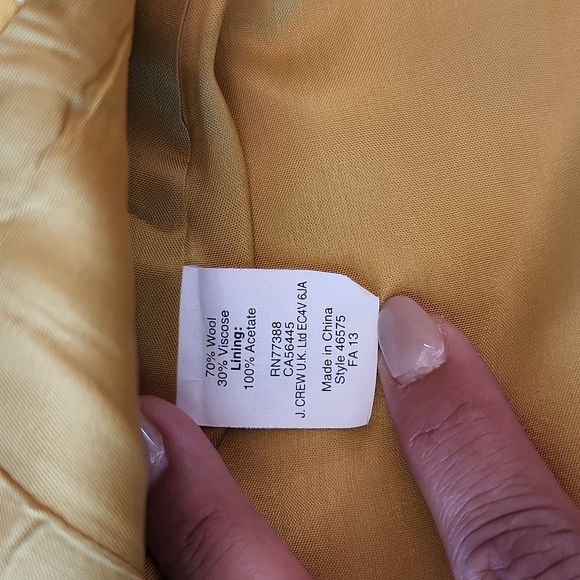 70% Wool
30% Viscose
Lining:
100% Acetate
RN77388
CA56445
J. CREW U.K. Ltd EC4V 6JA
Made in China
Style 46575
FA 13